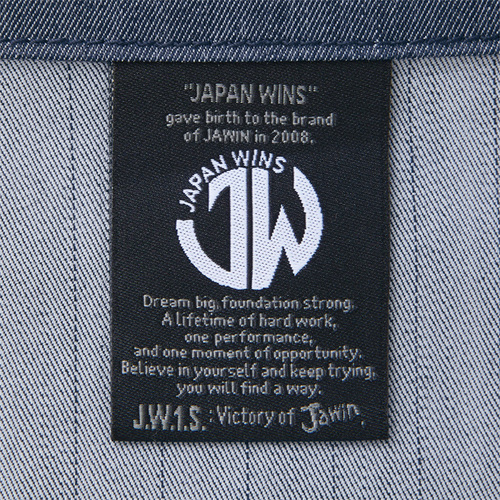 "JAPAN WINS"
gave birth to the brand
of JAWIN in 2008.
JAPAN WINS
JW
Dream big, foundation strong.
A lifetime of hard work,
one performance,
and one moment of opportunity.
Believe in yourself and keep trying,
you will find a way.
J.W.1.S. : Victory of Jawin.